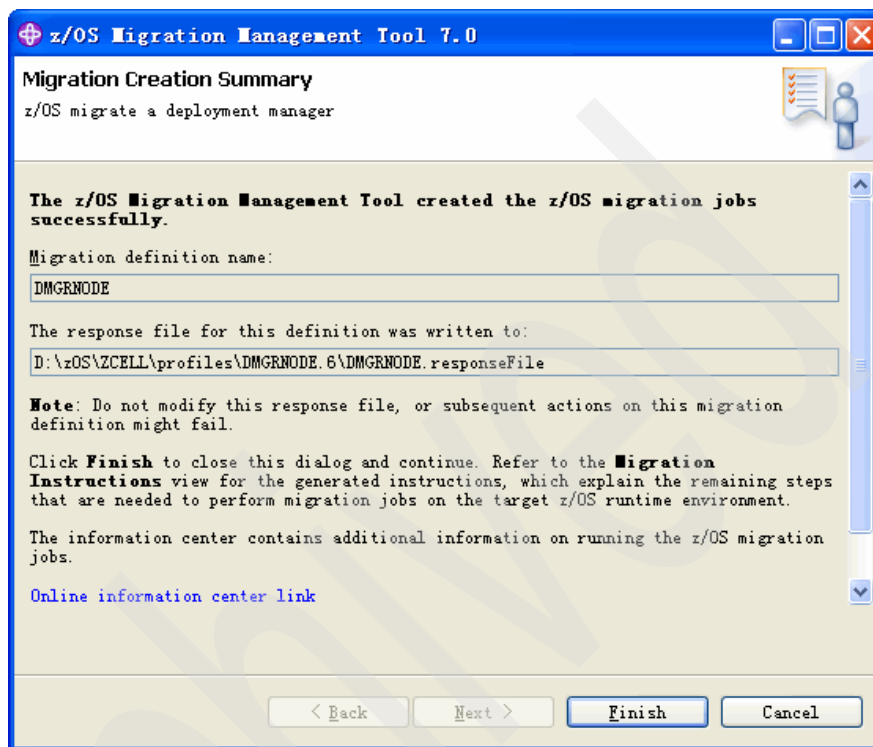 z/OS Migration Management Tool 7.0
Migration Creation Summary
z/OS migrate a deployment manager
The z/OS Migration Management Tool created the z/OS migration jobs
successfully.
Migration definition name:
DMGRNODE
The response file for this definition was written to:
D:\zOS\ZCELL\profiles\DMGRNODE.6\DMGRNODE.responseFile
Note: Do not modify this response file, or subsequent actions on this migration
definition might fail.
Click Finish to close this dialog and continue. Refer to the Migration
Instructions view for the generated instructions, which explain the remaining steps
that are needed to perform migration jobs on the target z/OS runtime environment.
The information center contains additional information on running the z/OS migration
jobs.
Online information center link
< Back Next > Finish Cancel